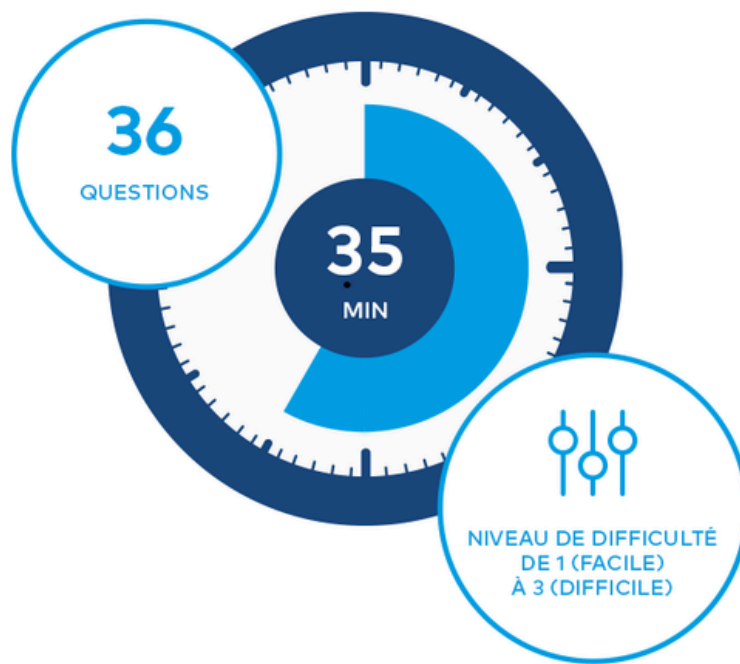 36
QUESTIONS
35
MIN
NIVEAU DE DIFFICULTÉ
DE 1 (FACILE)
À 3 (DIFFICILE)